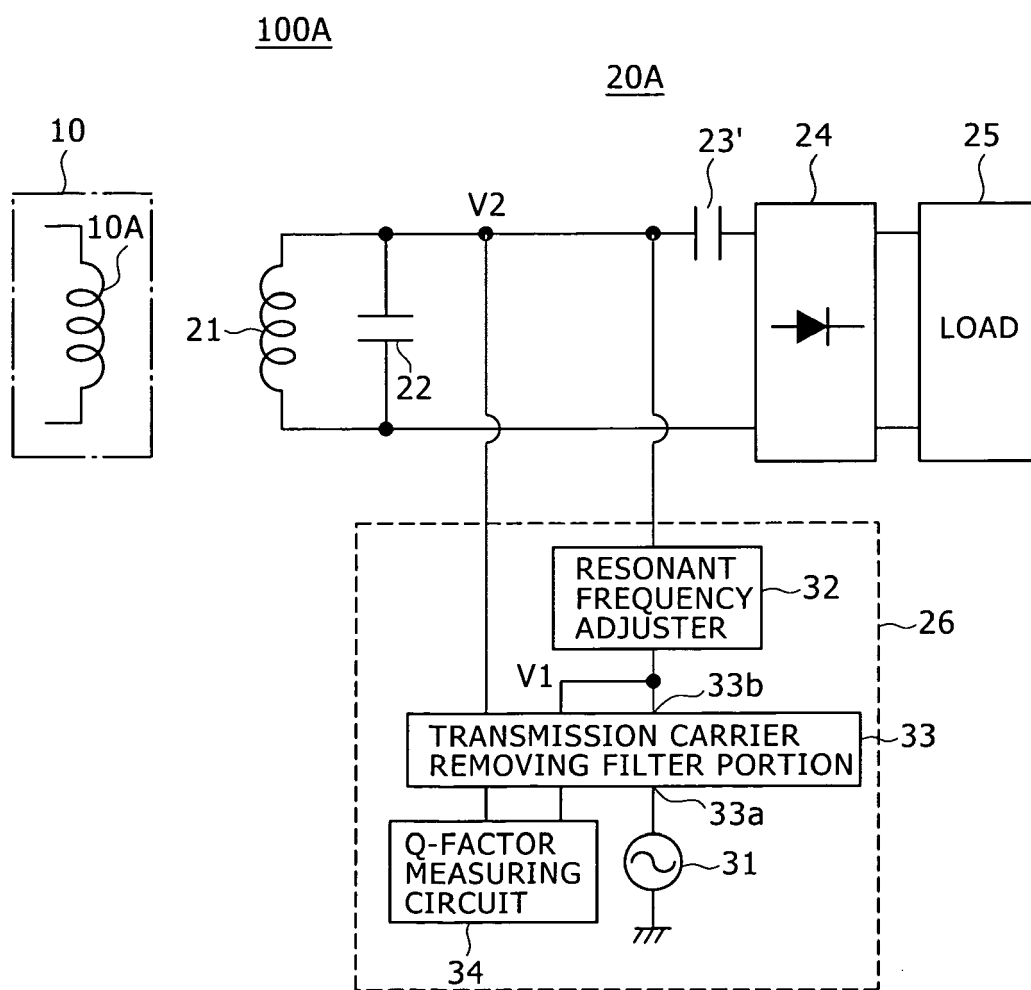 100A
20A
10
23'
24
25
10A
V2
21
22
LOAD
RESONANT
FREQUENCY
ADJUSTER
32
26
V1
33b
TRANSMISSION CARRIER
REMOVING FILTER PORTION
33
33a
Q-FACTOR
MEASURING
CIRCUIT
31
34